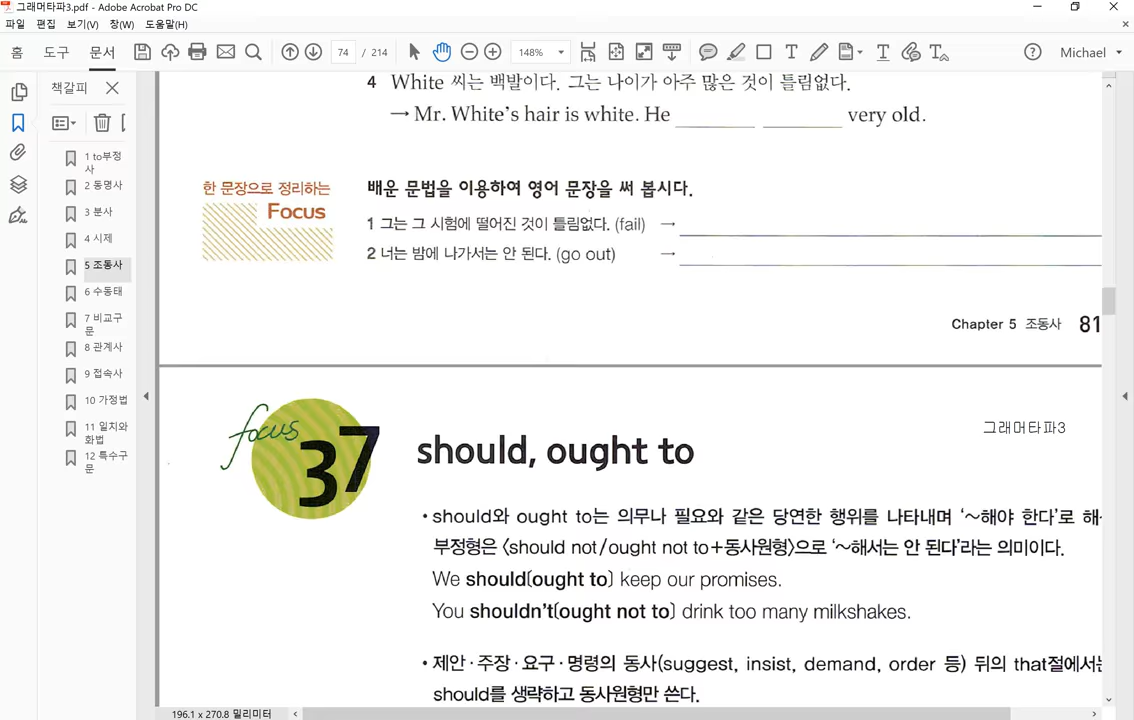 그래머타파3.pdf - Adobe Acrobat Pro DC
파일 편집 보기(V) 창(W) 도움말(H)
홈 도구 문서 74 / 214 148% Michael
책갈피
1 to부정사
2 동명사
3 분사
4 시제
5 조동사
6 수동태
7 비교구문
8 관계사
9 접속사
10 가정법
11 일치와 화법
12 특수구문
4 White 씨는 백발이다. 그는 나이가 아주 많은 것이 틀림없다.
→ Mr. White's hair is white. He ________ ________ very old.
한 문장으로 정리하는
Focus
배운 문법을 이용하여 영어 문장을 써 봅시다.
1 그는 그 시험에 떨어진 것이 틀림없다. (fail) →
2 너는 밤에 나가서는 안 된다. (go out) →
Chapter 5 조동사 81
focus
37
should, ought to
그래머타파3
• should와 ought to는 의무나 필요와 같은 당연한 행위를 나타내며 '~해야 한다'로 해
부정형은 〈should not/ought not to+동사원형〉으로 '~해서는 안 된다'라는 의미이다.
We should(ought to) keep our promises.
You shouldn't(ought not to) drink too many milkshakes.
• 제안·주장·요구·명령의 동사(suggest, insist, demand, order 등) 뒤의 that절에서는
should를 생략하고 동사원형만 쓴다.
196.1 x 270.8 밀리미터